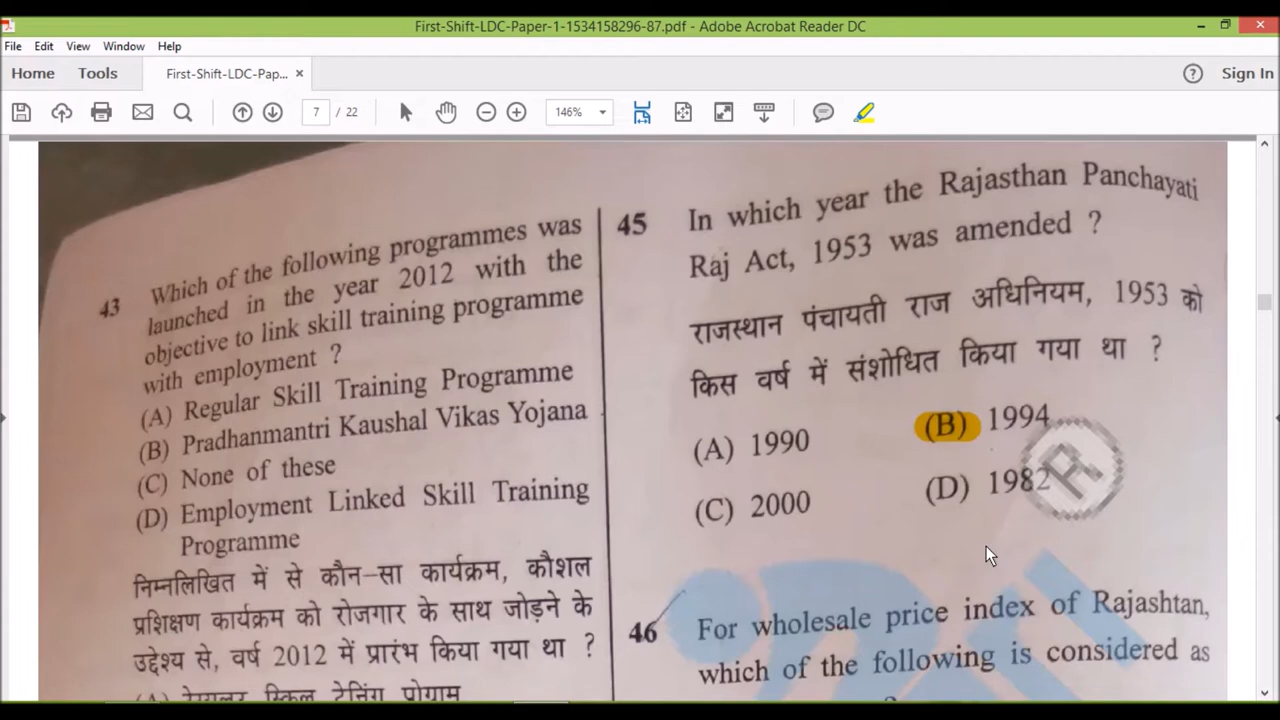 First-Shift-LDC-Paper-1-1534158296-87.pdf - Adobe Acrobat Reader DC
File Edit View Window Help
Home Tools First-Shift-LDC-Pap... × Sign In
7 / 22 146%
43 Which of the following programmes was
launched in the year 2012 with the
objective to link skill training programme
with employment ?
(A) Regular Skill Training Programme
(B) Pradhanmantri Kaushal Vikas Yojana
(C) None of these
(D) Employment Linked Skill Training
Programme
निम्नलिखित में से कौन-सा कार्यक्रम, कौशल
प्रशिक्षण कार्यक्रम को रोजगार के साथ जोड़ने के
उद्देश्य से, वर्ष 2012 में प्रारंभ किया गया था ?
(A) रेगुलर स्किल ट्रेनिंग प्रोग्राम
45 In which year the Rajasthan Panchayati
Raj Act, 1953 was amended ?
राजस्थान पंचायती राज अधिनियम, 1953 को
किस वर्ष में संशोधित किया गया था ?
(A) 1990 (B) 1994
(C) 2000 (D) 1982
R
46 For wholesale price index of Rajashtan,
which of the following is considered as